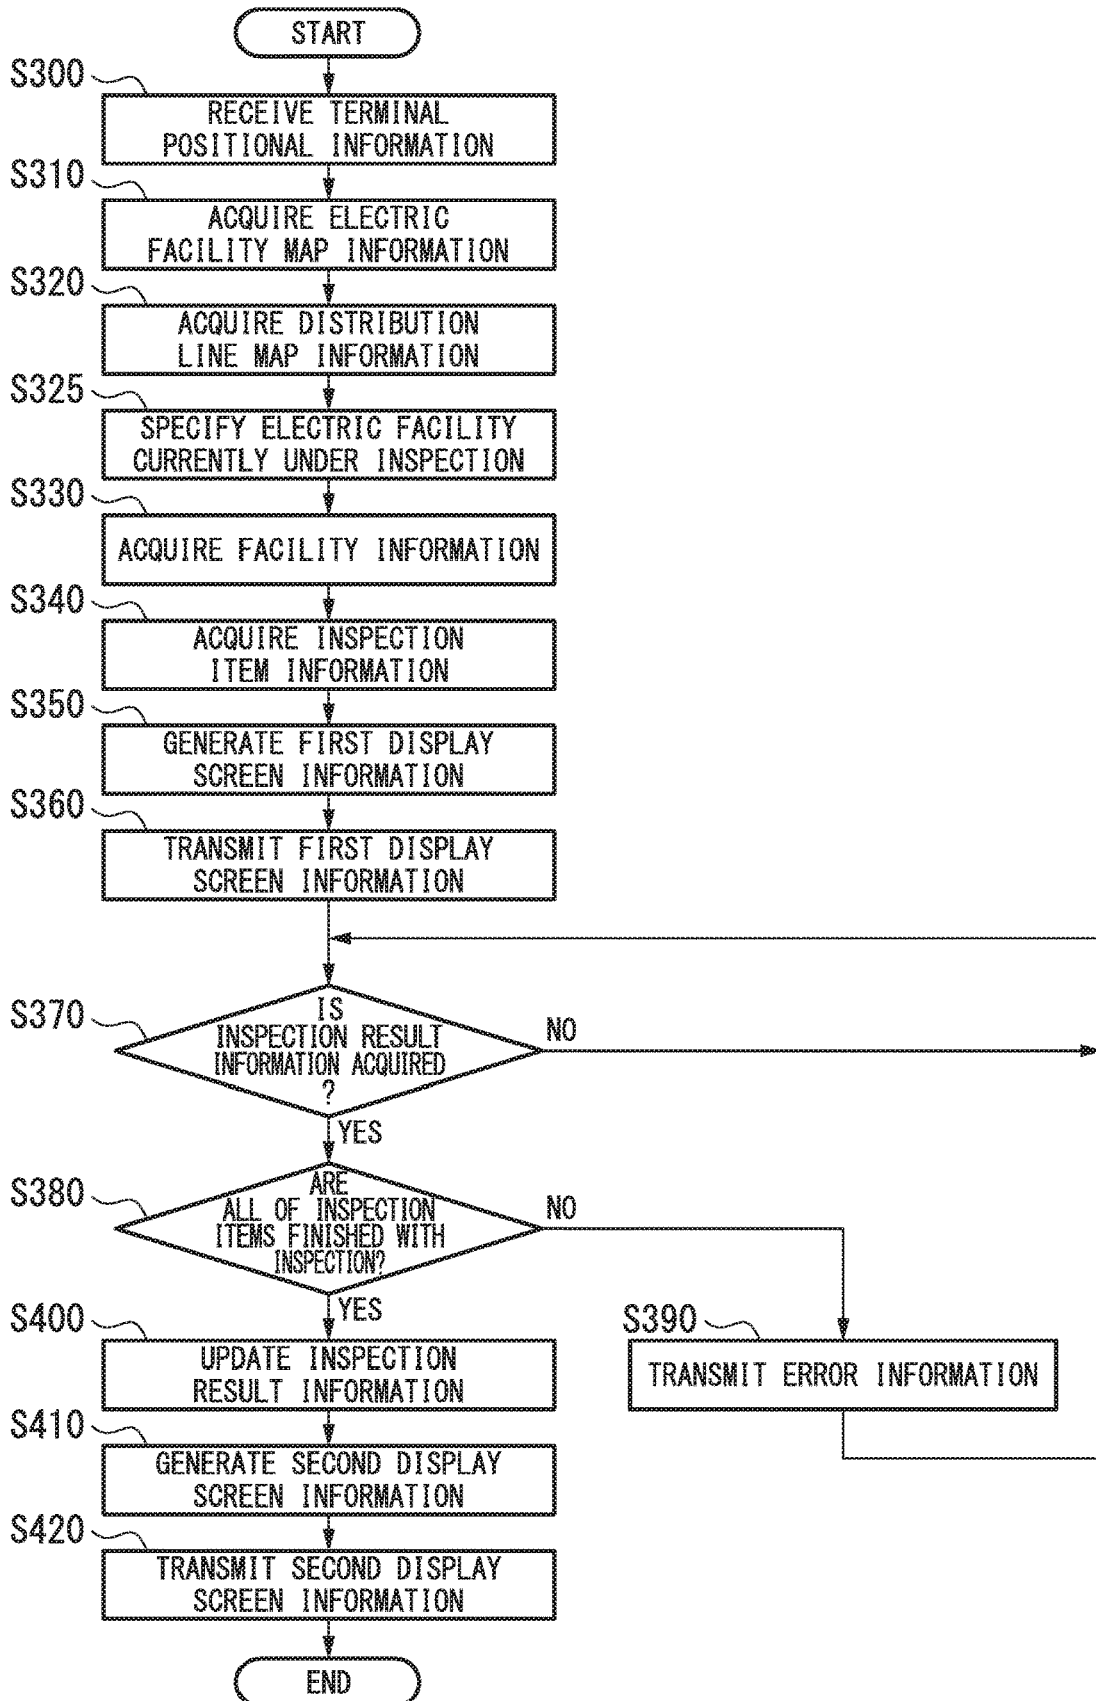 START
S300
RECEIVE TERMINAL
POSITIONAL INFORMATION
S310
ACQUIRE ELECTRIC
FACILITY MAP INFORMATION
S320
ACQUIRE DISTRIBUTION
LINE MAP INFORMATION
S325
SPECIFY ELECTRIC FACILITY
CURRENTLY UNDER INSPECTION
S330
ACQUIRE FACILITY INFORMATION
S340
ACQUIRE INSPECTION
ITEM INFORMATION
S350
GENERATE FIRST DISPLAY
SCREEN INFORMATION
S360
TRANSMIT FIRST DISPLAY
SCREEN INFORMATION
S370
IS
INSPECTION RESULT
INFORMATION ACQUIRED
?
NO
YES
S380
ARE
ALL OF INSPECTION
ITEMS FINISHED WITH
INSPECTION?
NO
YES
S390
TRANSMIT ERROR INFORMATION
S400
UPDATE INSPECTION
RESULT INFORMATION
S410
GENERATE SECOND DISPLAY
SCREEN INFORMATION
S420
TRANSMIT SECOND DISPLAY
SCREEN INFORMATION
END